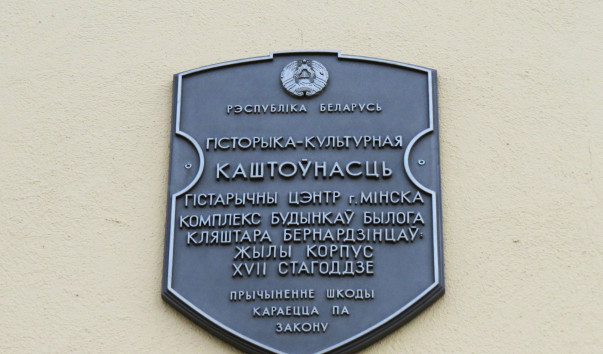 РЭСПУБЛІКА БЕЛАРУСЬ
ГІСТОРЫКА-КУЛЬТУРНАЯ
КАШТОЎНАСЦЬ
ГІСТАРЫЧНЫ ЦЭНТР г. МІНСКА
КОМПЛЕКС БУДЫНКАЎ БЫЛОГА
КЛЯШТАРА БЕРНАРДЗІНЦАЎ:
ЖЫЛЫ КОРПУС
XVII СТАГОДДЗЕ
ПРЫЧЫНЕННЕ ШКОДЫ
КАРАЕЦЦА ПА
ЗАКОНУ